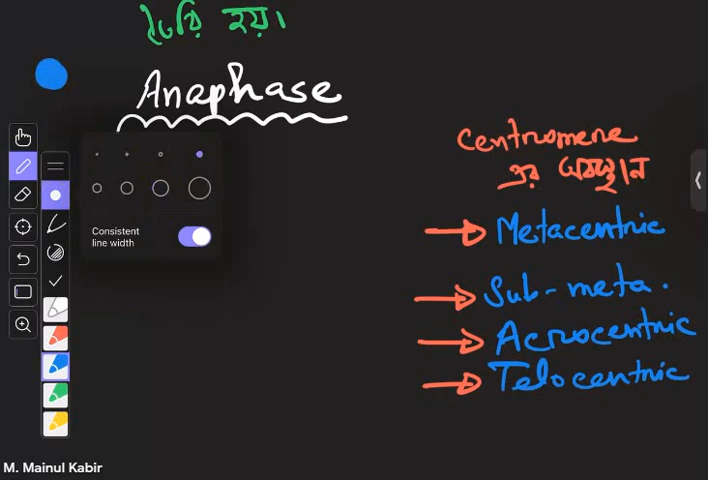 তৈরি হয়।
Anaphase
Consistent
line width
Centromere
এর অবস্থান
Metacentric
Sub-meta.
Acrocentric
Telocentric
M. Mainul Kabir